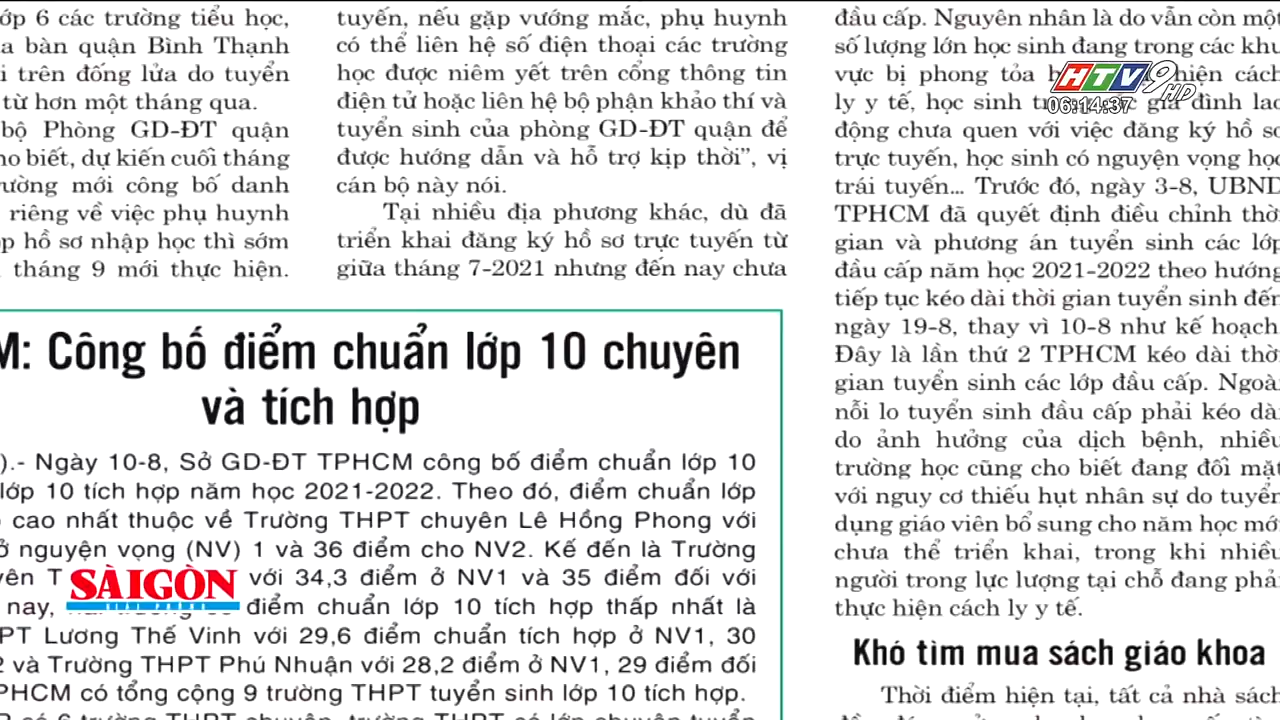 ớp 6 các trường tiểu học,
a bàn quận Bình Thạnh
i trên đống lửa do tuyển
từ hơn một tháng qua.
bộ Phòng GD-ĐT quận
ho biết, dự kiến cuối tháng
ường mới công bố danh
riêng về việc phụ huynh
p hồ sơ nhập học thì sớm
tháng 9 mới thực hiện.
tuyến, nếu gặp vướng mắc, phụ huynh
có thể liên hệ số điện thoại các trường
học được niêm yết trên cổng thông tin
điện tử hoặc liên hệ bộ phận khảo thí và
tuyển sinh của phòng GD-ĐT quận để
được hướng dẫn và hỗ trợ kịp thời”, vị
cán bộ này nói.
Tại nhiều địa phương khác, dù đã
triển khai đăng ký hồ sơ trực tuyến từ
giữa tháng 7-2021 nhưng đến nay chưa
M: Công bố điểm chuẩn lớp 10 chuyên
và tích hợp
).- Ngày 10-8, Sở GD-ĐT TPHCM công bố điểm chuẩn lớp 10
lớp 10 tích hợp năm học 2021-2022. Theo đó, điểm chuẩn lớp
cao nhất thuộc về Trường THPT chuyên Lê Hồng Phong với
ở nguyện vọng (NV) 1 và 36 điểm cho NV2. Kế đến là Trường
yên T với 34,3 điểm ở NV1 và 35 điểm đối với
nay, điểm chuẩn lớp 10 tích hợp thấp nhất là
PT Lương Thế Vinh với 29,6 điểm chuẩn tích hợp ở NV1, 30
2 và Trường THPT Phú Nhuận với 28,2 điểm ở NV1, 29 điểm đối
PHCM có tổng cộng 9 trường THPT tuyển sinh lớp 10 tích hợp.
có 6 trường THPT chuyên, trường THPT có lớp chuyên tuyển
SÀIGÒN
GIẢI PHÓNG
đầu cấp. Nguyên nhân là do vẫn còn một
số lượng lớn học sinh đang trong các khu
vực bị phong tỏa hiện cách
ly y tế, học sinh gia đình lao
động chưa quen với việc đăng ký hồ sơ
trực tuyến, học sinh có nguyện vọng học
trái tuyến... Trước đó, ngày 3-8, UBND
TPHCM đã quyết định điều chỉnh thời
gian và phương án tuyển sinh các lớp
đầu cấp năm học 2021-2022 theo hướng
tiếp tục kéo dài thời gian tuyển sinh đến
ngày 19-8, thay vì 10-8 như kế hoạch.
Đây là lần thứ 2 TPHCM kéo dài thời
gian tuyển sinh các lớp đầu cấp. Ngoài
nỗi lo tuyển sinh đầu cấp phải kéo dài
do ảnh hưởng của dịch bệnh, nhiều
trường học cũng cho biết đang đối mặt
với nguy cơ thiếu hụt nhân sự do tuyển
dụng giáo viên bổ sung cho năm học mới
chưa thể triển khai, trong khi nhiều
người trong lực lượng tại chỗ đang phải
thực hiện cách ly y tế.
Khó tìm mua sách giáo khoa
Thời điểm hiện tại, tất cả nhà sách
HTV9 HD
06:14:37